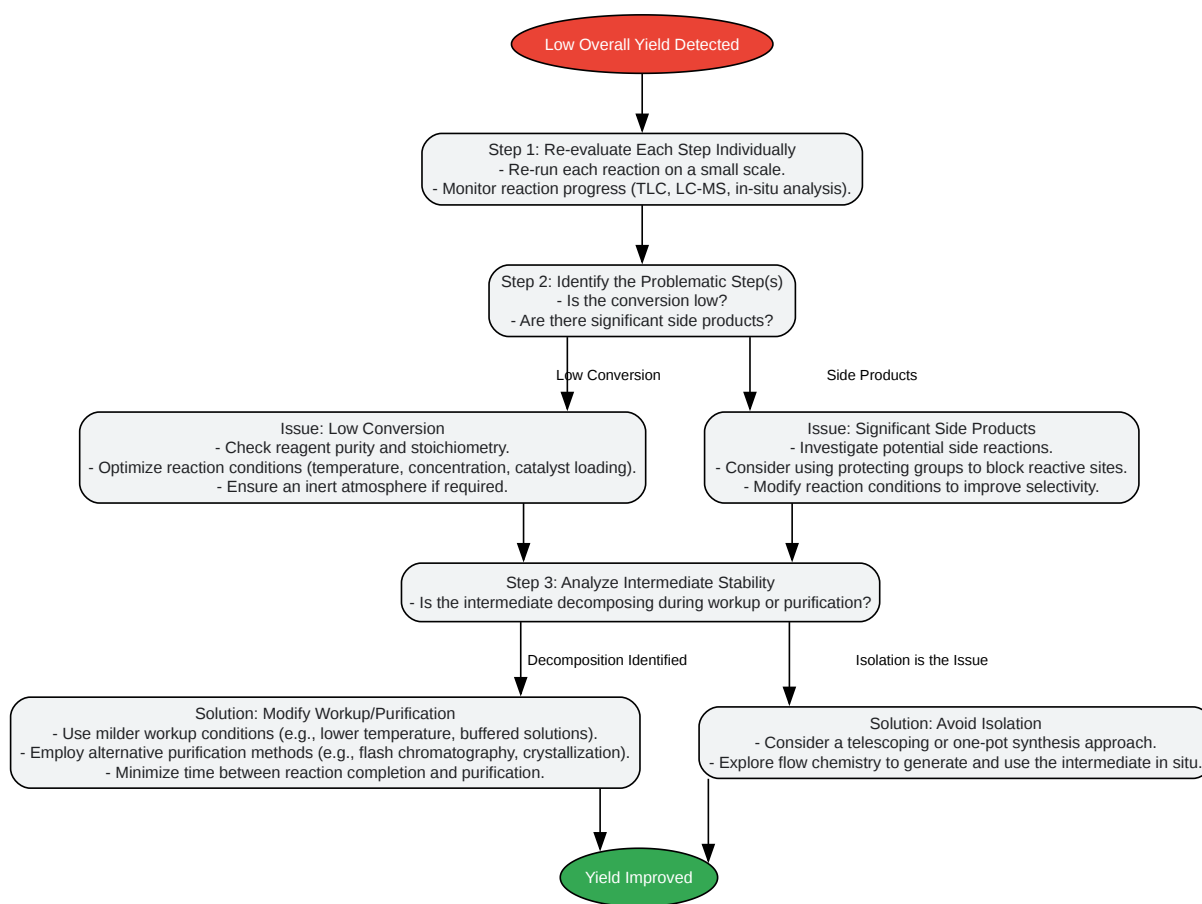 Low Overall Yield Detected
Step 1: Re-evaluate Each Step Individually
- Re-run each reaction on a small scale.
- Monitor reaction progress (TLC, LC-MS, in-situ analysis).
Step 2: Identify the Problematic Step(s)
- Is the conversion low?
- Are there significant side products?
Low Conversion
Side Products
Issue: Low Conversion
- Check reagent purity and stoichiometry.
- Optimize reaction conditions (temperature, concentration, catalyst loading).
- Ensure an inert atmosphere if required.
Issue: Significant Side Products
- Investigate potential side reactions.
- Consider using protecting groups to block reactive sites.
- Modify reaction conditions to improve selectivity.
Step 3: Analyze Intermediate Stability
- Is the intermediate decomposing during workup or purification?
Decomposition Identified
Isolation is the Issue
Solution: Modify Workup/Purification
- Use milder workup conditions (e.g., lower temperature, buffered solutions).
- Employ alternative purification methods (e.g., flash chromatography, crystallization).
- Minimize time between reaction completion and purification.
Solution: Avoid Isolation
- Consider a telescoping or one-pot synthesis approach.
- Explore flow chemistry to generate and use the intermediate in situ.
Yield Improved